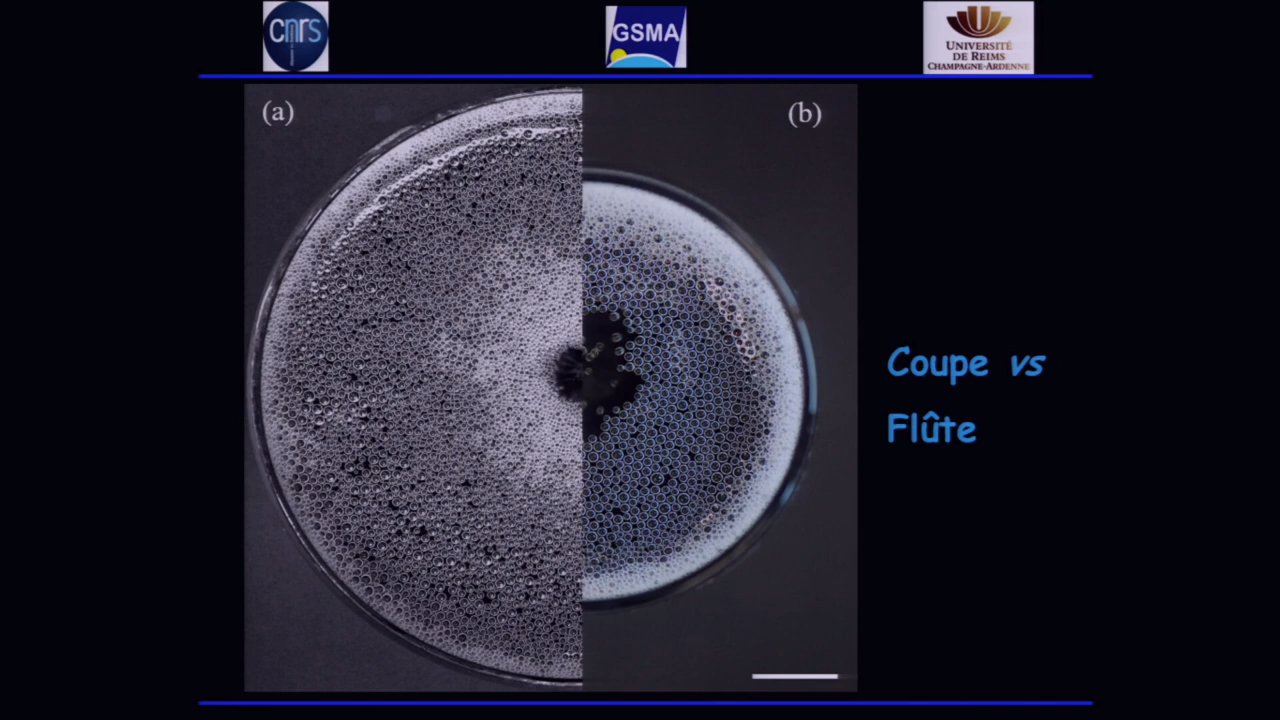 cnrs
GSMA
UNIVERSITÉ
DE REIMS
CHAMPAGNE-ARDENNE
(a)
(b)
Coupe vs
Flûte